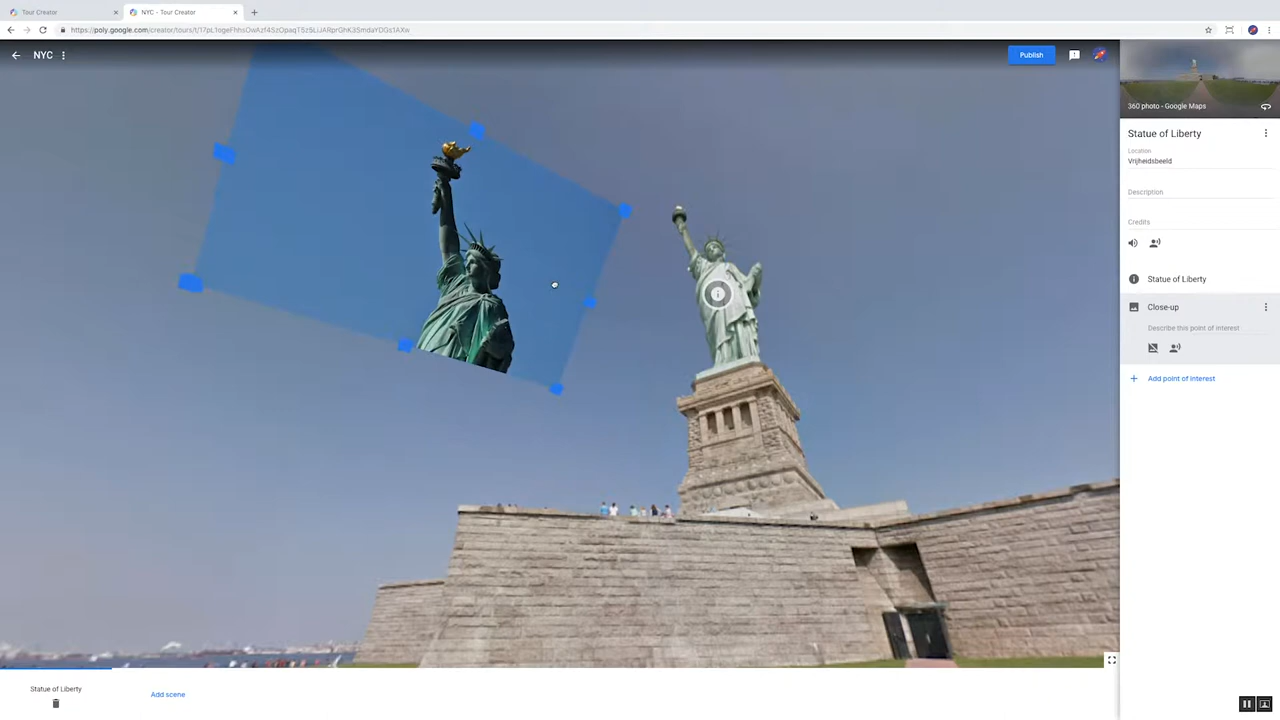 Tour Creator
NYC - Tour Creator
NYC
Publish
360 photo - Google Maps
Statue of Liberty
Location
Vrijheidsbeeld
Description
Credits
Statue of Liberty
Close-up
Describe this point of interest
Add point of interest
Statue of Liberty
Add scene